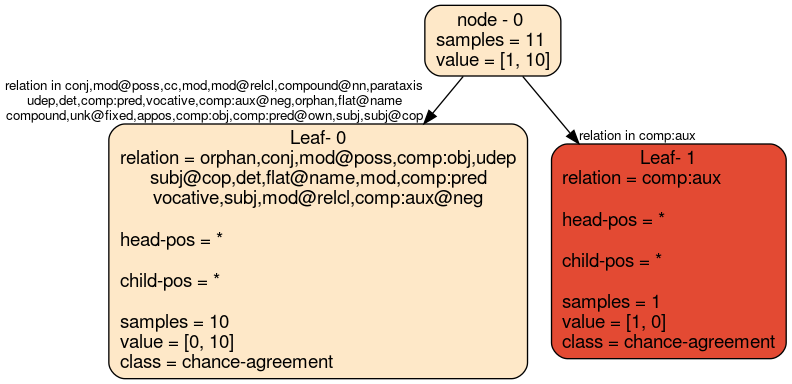 node - 0
samples = 11
value = [1, 10]
relation in conj,mod@poss,cc,mod,mod@relcl,compound@nn,parataxis
udep,det,comp:pred,vocative,comp:aux@neg,orphan,flat@name
compound,unk@fixed,appos,comp:obj,comp:pred@own,subj,subj@cop
relation in comp:aux
Leaf- 0
relation = orphan,conj,mod@poss,comp:obj,udep
subj@cop,det,flat@name,mod,comp:pred
vocative,subj,mod@relcl,comp:aux@neg
head-pos = *
child-pos = *
samples = 10
value = [0, 10]
class = chance-agreement
Leaf- 1
relation = comp:aux
head-pos = *
child-pos = *
samples = 1
value = [1, 0]
class = chance-agreement